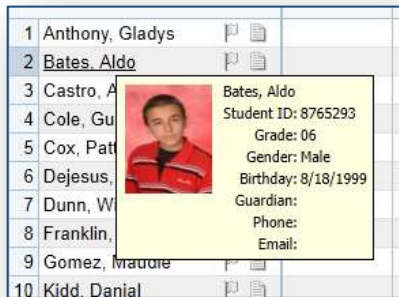 1 Anthony, Gladys
2 Bates, Aldo
3 Castro, A
4 Cole, Gu
5 Cox, Pat
6 Dejesus,
7 Dunn, W
8 Franklin,
9 Gomez, Maudie
10 Kidd, Danial
Bates, Aldo
Student ID: 8765293
Grade: 06
Gender: Male
Birthday: 8/18/1999
Guardian:
Phone:
Email: